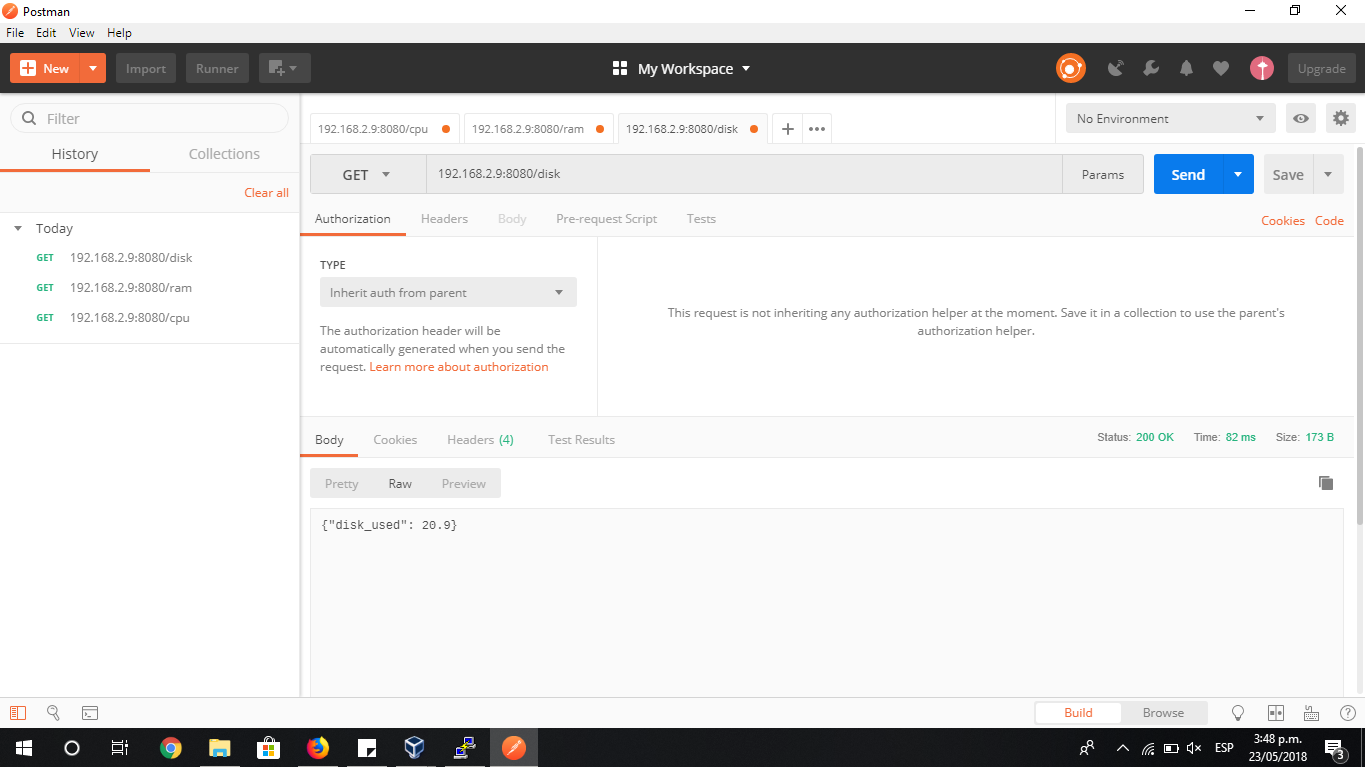 Postman
File Edit View Help
New Import Runner My Workspace Upgrade
Filter
History Collections
Clear all
Today
GET 192.168.2.9:8080/disk
GET 192.168.2.9:8080/ram
GET 192.168.2.9:8080/cpu
192.168.2.9:8080/cpu 192.168.2.9:8080/ram 192.168.2.9:8080/disk + •••
No Environment
GET 192.168.2.9:8080/disk Params Send Save
Authorization Headers Body Pre-request Script Tests Cookies Code
TYPE
Inherit auth from parent
The authorization header will be
automatically generated when you send the
request. Learn more about authorization
This request is not inheriting any authorization helper at the moment. Save it in a collection to use the parent's
authorization helper.
Body Cookies Headers (4) Test Results Status: 200 OK Time: 82 ms Size: 173 B
Pretty Raw Preview
{"disk_used": 20.9}
Build Browse
ESP
3:48 p.m.
23/05/2018
3